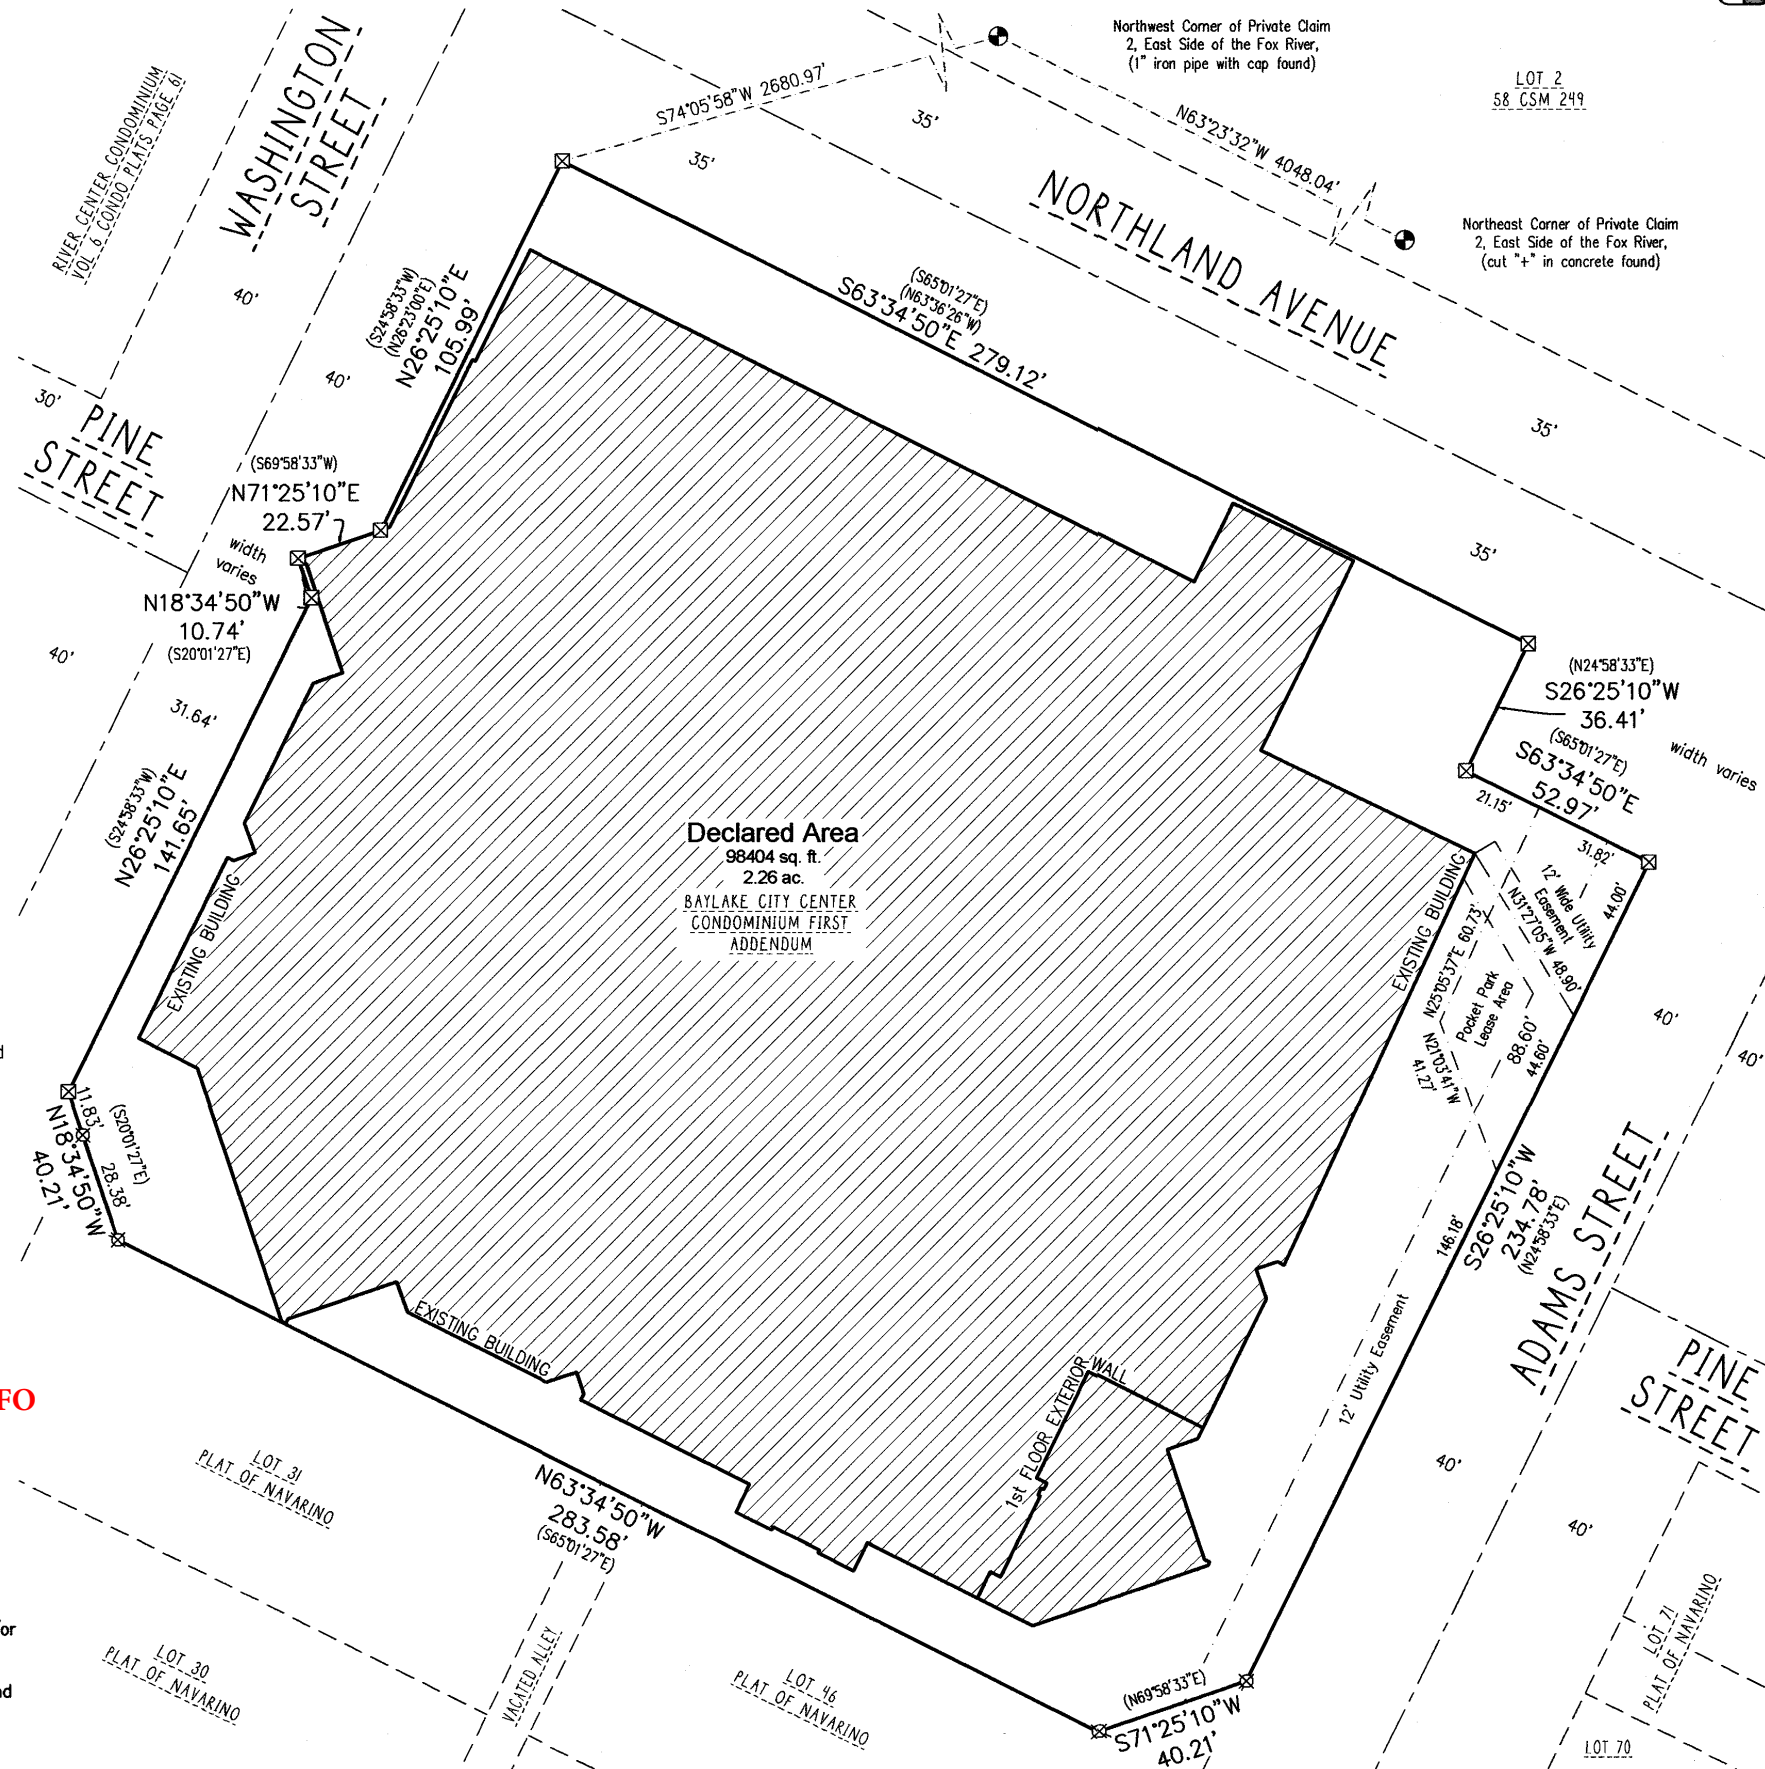 Northwest Corner of Private Claim
2, East Side of the Fox River,
(1" iron pipe with cap found)
LOT 2
58 CSM 249
RIVER CENTER CONDOMINIUM
VOL 6 CONDO PLATS PAGE 61
WASHINGTON
STREET
S74°05'58"W 2680.97'
35'
35'
N63°23'32"W 4048.04'
NORTHLAND AVENUE
Northeast Corner of Private Claim
2, East Side of the Fox River,
(cut "+" in concrete found)
40'
40'
(S24°58'33"W)
(N26°23'00"E)
N26°25'10"E
105.99'
(S65°01'27"E)
(N63°36'26"W)
S63°34'50"E 279.12'
30'
PINE
STREET
35'
35'
(S69°58'33"W)
N71°25'10"E
22.57'
width
varies
N18°34'50"W
10.74'
(S20°01'27"E)
40'
31.64'
(N24°58'33"E)
S26°25'10"W
36.41'
(S65°01'27"E)
S63°34'50"E
52.97'
width varies
21.15'
31.82'
(S24°58'33"W)
N26°25'10"E
141.65'
Declared Area
98404 sq. ft.
2.26 ac.
BAYLAKE CITY CENTER
CONDOMINIUM FIRST
ADDENDUM
EXISTING BUILDING
EXISTING BUILDING
12' Wide Utility
Easement
N31°27'05"W 48.90'
44.00'
N25°05'37"E 60.73'
Pocket Park
Lease Area
88.60'
44.60'
N21°03'41"W
41.27'
40'
40'
d
11.83'
(S20°01'27"E)
N18°34'50"W
40.21'
28.38'
S26°25'10"W
234.78'
(N24°58'33"E)
146.18'
ADAMS STREET
12' Utility Easement
EXISTING BUILDING
1st FLOOR EXTERIOR WALL
PINE
STREET
FO
LOT 31
PLAT OF NAVARINO
N63°34'50"W
283.58'
(S65°01'27"E)
40'
40'
or
LOT 30
PLAT OF NAVARINO
VACATED ALLEY
LOT 46
PLAT OF NAVARINO
LOT 71
PLAT OF NAVARINO
nd
(N69°58'33"E)
S71°25'10"W
40.21'
LOT 70